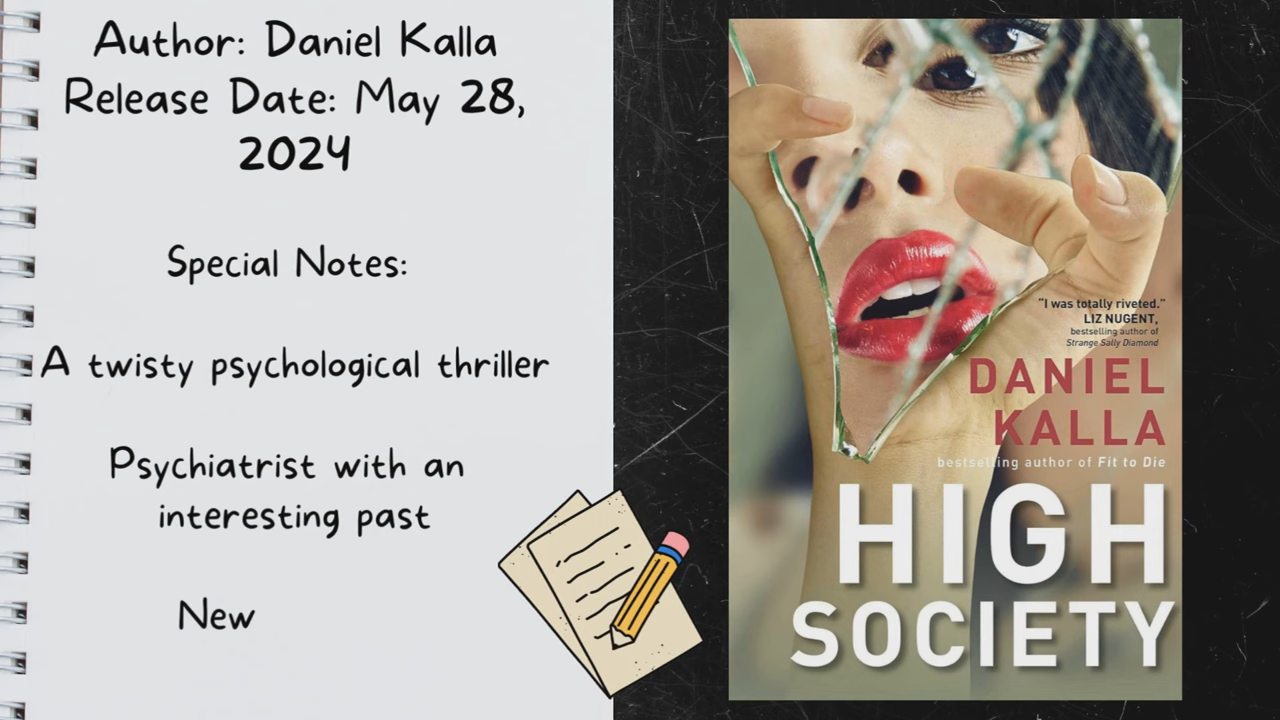 Author: Daniel Kalla
Release Date: May 28,
2024
Special Notes:
A twisty psychological thriller
Psychiatrist with an
interesting past
New
"I was totally riveted."
LIZ NUGENT,
bestselling author of
Strange Sally Diamond
DANIEL
KALLA
bestselling author of Fit to Die
HIGH
SOCIETY